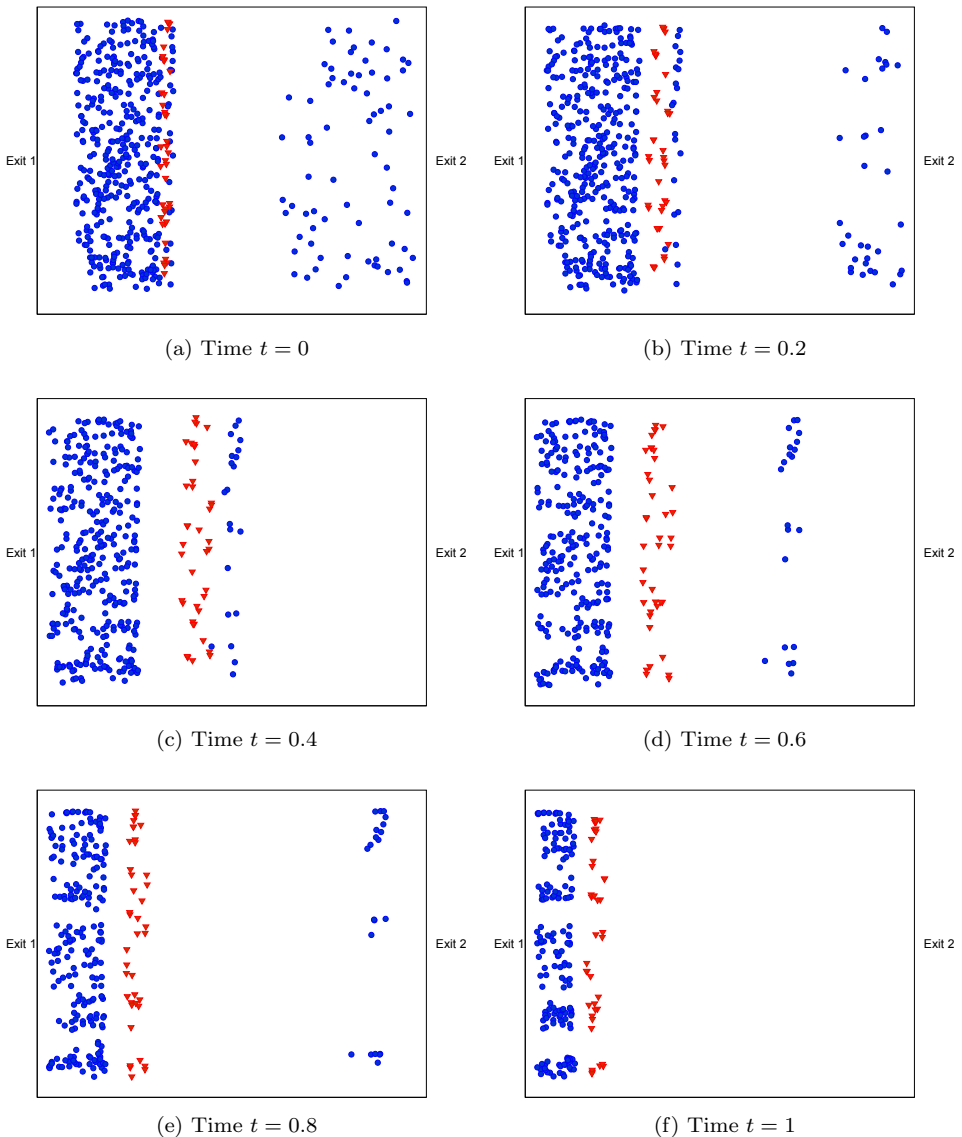 Exit 1
Exit 2
(a) Time t = 0
Exit 1
Exit 2
(b) Time t = 0.2
Exit 1
Exit 2
(c) Time t = 0.4
Exit 1
Exit 2
(d) Time t = 0.6
Exit 1
Exit 2
(e) Time t = 0.8
Exit 1
Exit 2
(f) Time t = 1